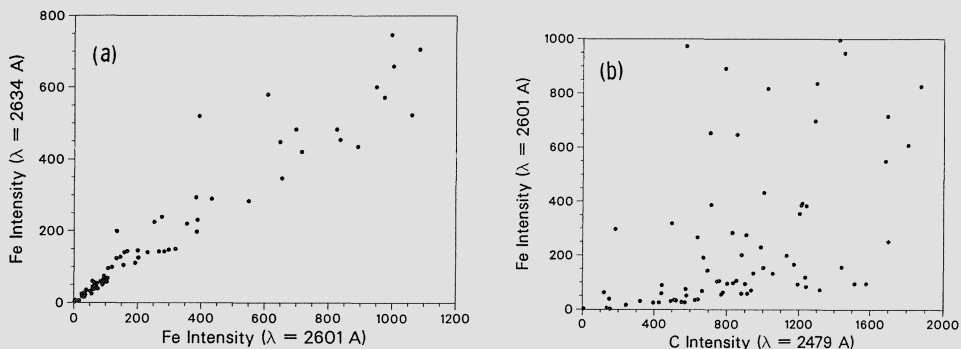 (a)
Fe Intensity (λ = 2634 A)
800
600
400
200
0
0 200 400 600 800 1000 1200
Fe Intensity (λ = 2601 A)
(b)
Fe Intensity (λ = 2601 A)
1000
800
600
400
200
0
0 400 800 1200 1600 2000
C Intensity (λ = 2479 A)